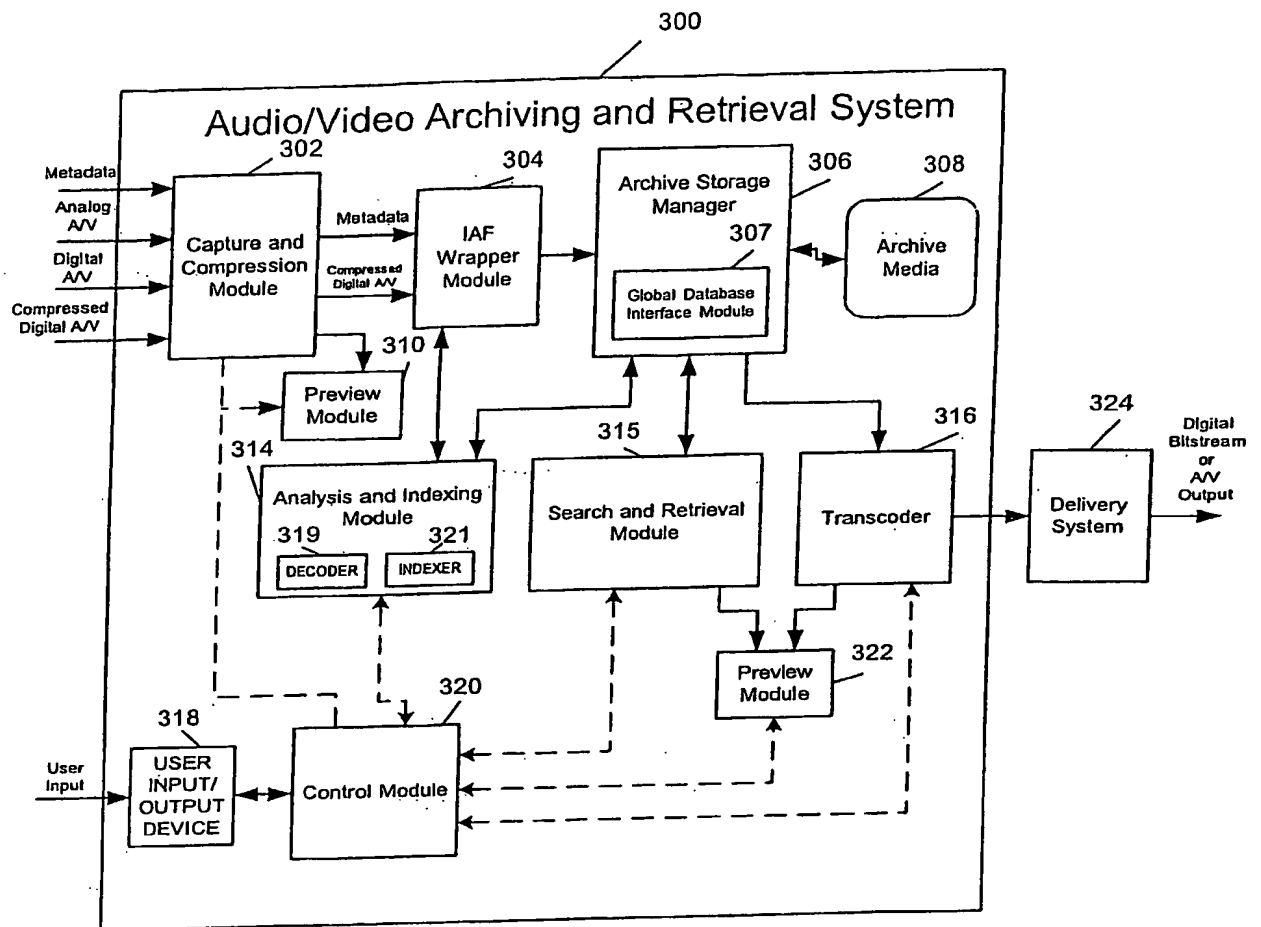 300
Audio/Video Archiving and Retrieval System
302
304
306
308
Metadata
Analog
A/V
Digital
A/V
Compressed
Digital A/V
Capture and
Compression
Module
Metadata
Compressed
Digital A/V
IAF
Wrapper
Module
Archive Storage
Manager
307
Global Database
Interface Module
Archive
Media
310
Preview
Module
314
Analysis and Indexing
Module
319
321
DECODER
INDEXER
315
Search and Retrieval
Module
316
Transcoder
324
Delivery
System
Digital
Bitstream
or
A/V
Output
322
Preview
Module
320
Control Module
318
USER
INPUT/
OUTPUT
DEVICE
User
Input